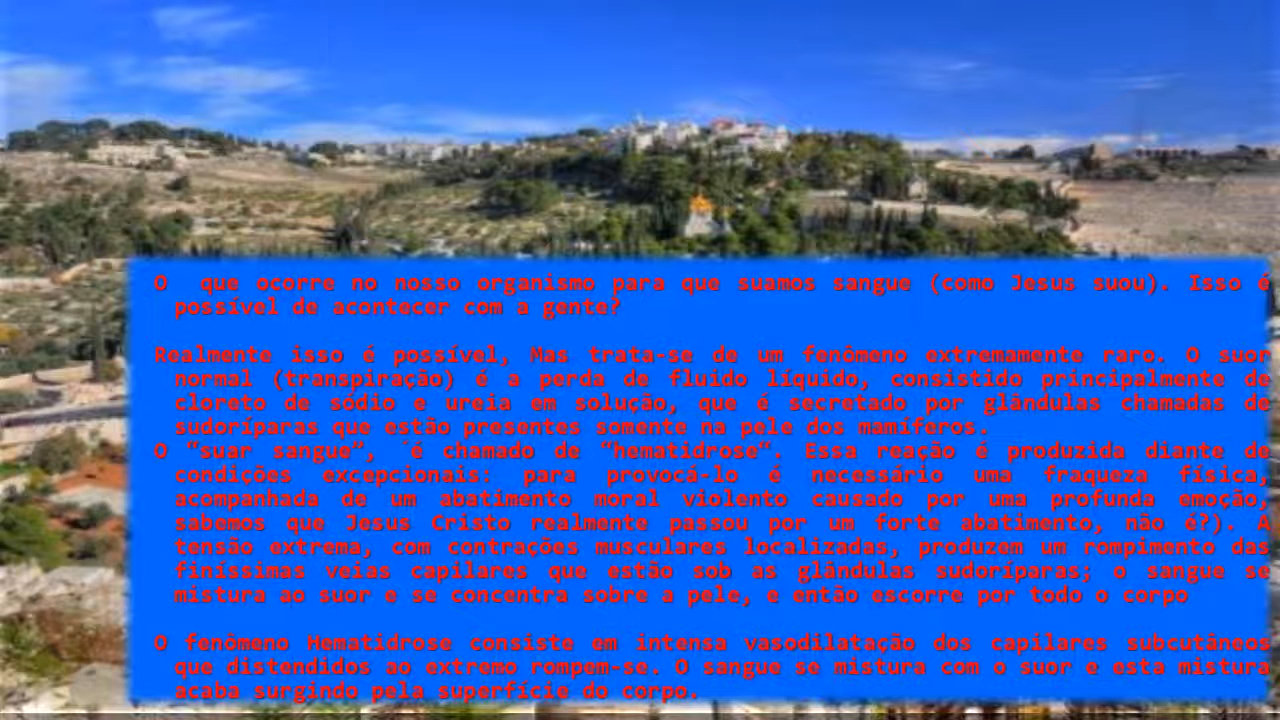 O que ocorre no nosso organismo para que suamos sangue (como Jesus suou). Isso é
possível de acontecer com a gente?
Realmente isso é possível, Mas trata-se de um fenômeno extremamente raro. O suor
normal (transpiração) é a perda de fluido líquido, consistido principalmente de
cloreto de sódio e ureia em solução, que é secretado por glândulas chamadas de
sudoríparas que estão presentes somente na pele dos mamíferos.
O “suar sangue”, ´é chamado de “hematidrose”. Essa reação é produzida diante de
condições excepcionais: para provocá-lo é necessário uma fraqueza física,
acompanhada de um abatimento moral violento causado por uma profunda emoção,
sabemos que Jesus Cristo realmente passou por um forte abatimento, não é?). A
tensão extrema, com contrações musculares localizadas, produzem um rompimento das
finíssimas veias capilares que estão sob as glândulas sudoríparas; o sangue se
mistura ao suor e se concentra sobre a pele, e então escorre por todo o corpo
O fenômeno Hematidrose consiste em intensa vasodilatação dos capilares subcutâneos
que distendidos ao extremo rompem-se. O sangue se mistura com o suor e esta mistura
acaba surgindo pela superfície do corpo.